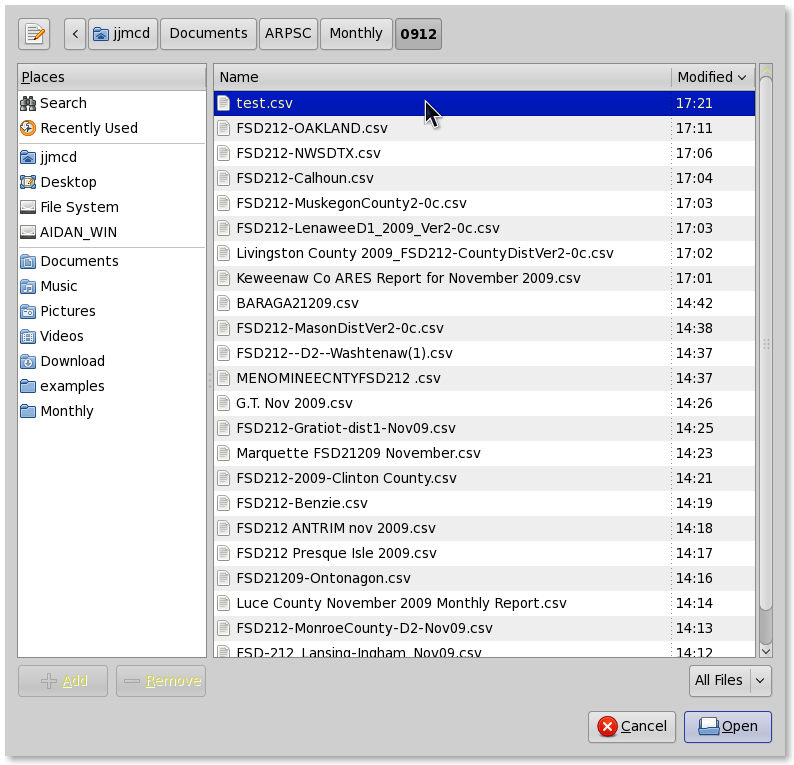 < jjmcd Documents ARPSC Monthly 0912
Places
Search
Recently Used
jjmcd
Desktop
File System
AIDAN_WIN
Documents
Music
Pictures
Videos
Download
examples
Monthly
Name Modified
test.csv 17:21
FSD212-OAKLAND.csv 17:11
FSD212-NWSDTX.csv 17:06
FSD212-Calhoun.csv 17:04
FSD212-MuskegonCounty2-0c.csv 17:03
FSD212-LenaweeD1_2009_Ver2-0c.csv 17:03
Livingston County 2009_FSD212-CountyDistVer2-0c.csv 17:02
Keweenaw Co ARES Report for November 2009.csv 17:01
BARAGA21209.csv 14:42
FSD212-MasonDistVer2-0c.csv 14:38
FSD212--D2--Washtenaw(1).csv 14:37
MENOMINEECNTYFSD212 .csv 14:37
G.T. Nov 2009.csv 14:26
FSD212-Gratiot-dist1-Nov09.csv 14:25
Marquette FSD21209 November.csv 14:23
FSD212-2009-Clinton County.csv 14:21
FSD212-Benzie.csv 14:19
FSD212 ANTRIM nov 2009.csv 14:18
FSD212 Presque Isle 2009.csv 14:17
FSD21209-Ontonagon.csv 14:16
Luce County November 2009 Monthly Report.csv 14:14
FSD212-MonroeCounty-D2-Nov09.csv 14:13
FSD-212_Lansing-Ingham_Nov09.csv 14:12
Add Remove All Files
Cancel Open